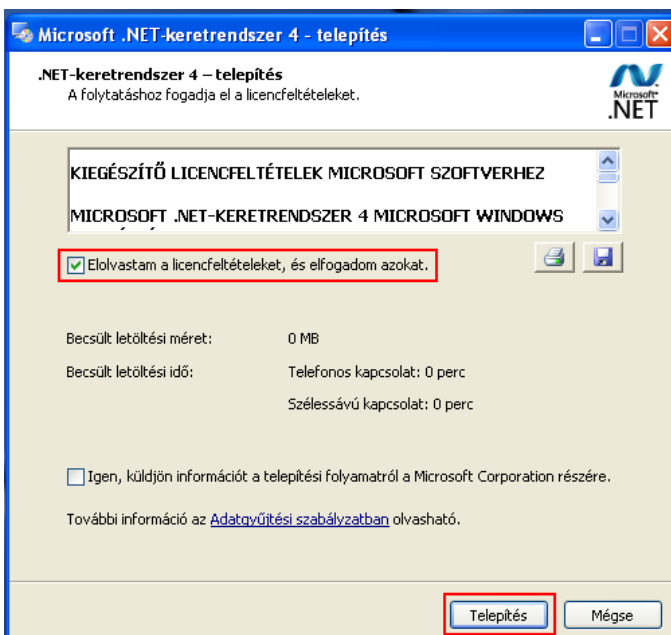 Microsoft .NET-keretrendszer 4 - telepítés
.NET-keretrendszer 4 – telepítés
A folytatáshoz fogadja el a licencfeltételeket.
Microsoft®
.NET
KIEGÉSZÍTŐ LICENCFELTÉTELEK MICROSOFT SZOFTVERHEZ
MICROSOFT .NET-KERETRENDSZER 4 MICROSOFT WINDOWS
Elolvastam a licencfeltételeket, és elfogadom azokat.
Becsült letöltési méret: 0 MB
Becsült letöltési idő: Telefonos kapcsolat: 0 perc
Szélessávú kapcsolat: 0 perc
Igen, küldjön információt a telepítési folyamatról a Microsoft Corporation részére.
További információ az Adatgyűjtési szabályzatban olvasható.
Telepítés Mégse